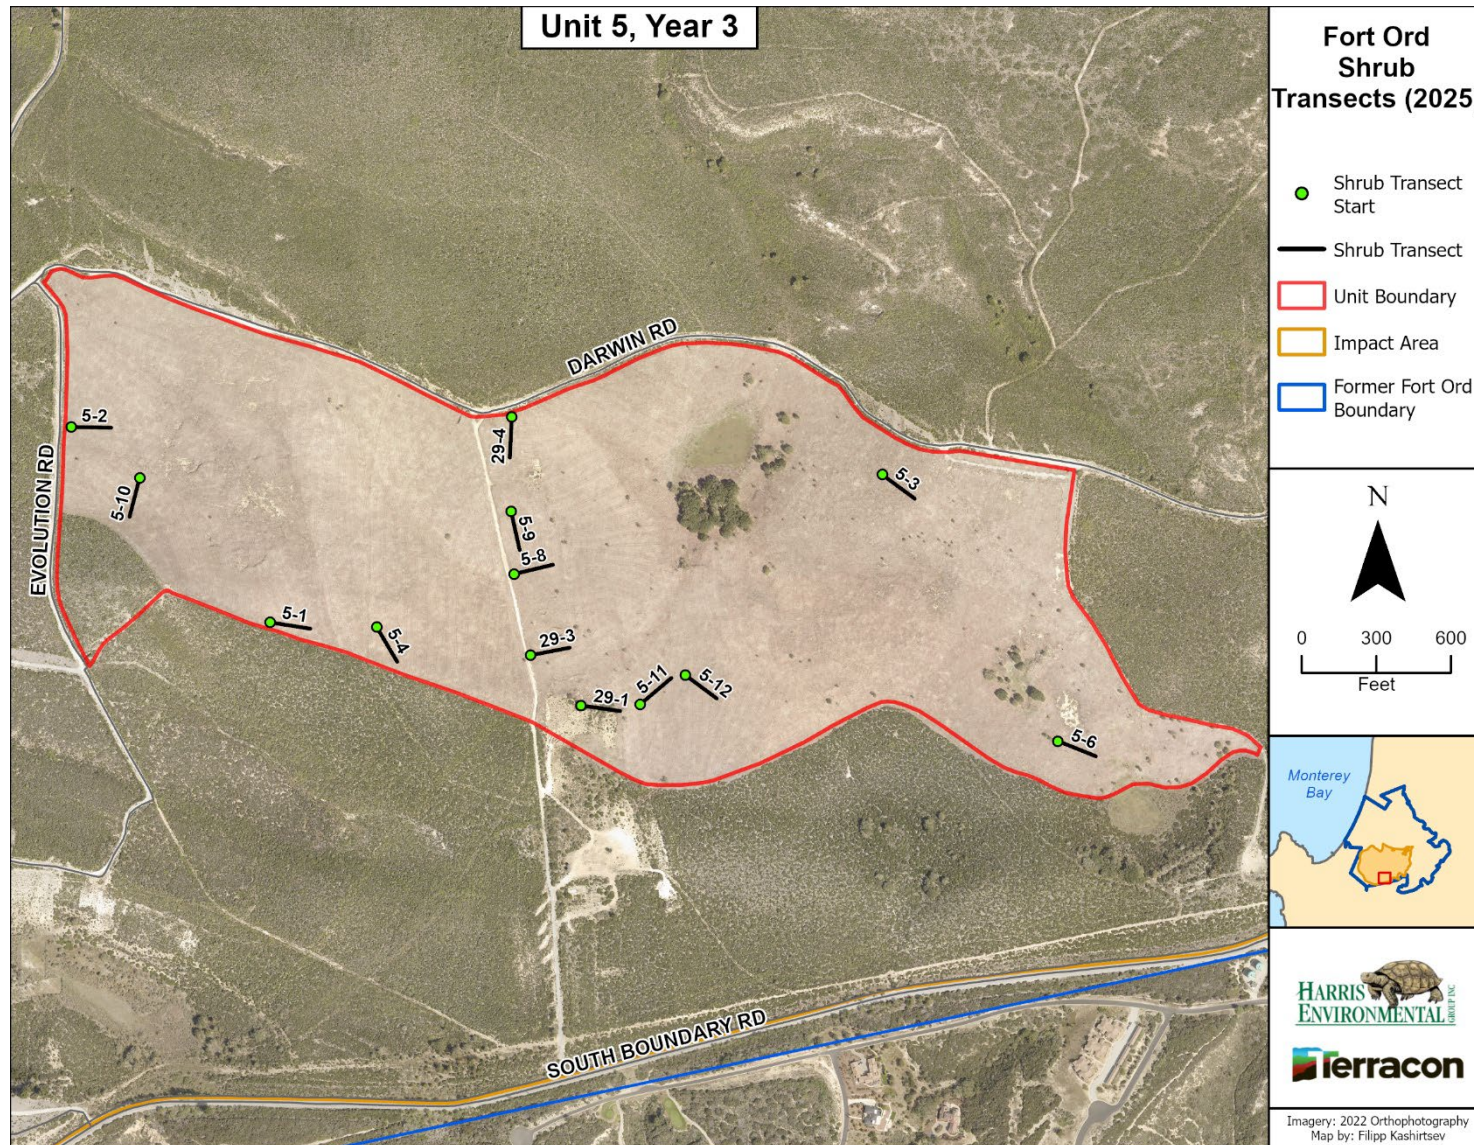 Unit 5, Year 3
Fort Ord
Shrub
Transects (2025
Shrub Transect
Start
Shrub Transect
Unit Boundary
Impact Area
Former Fort Ord
Boundary
DARWIN RD
EVOLUTION RD
5-2
5-10
29-4
5-9
5-8
5-3
5-1
5-4
29-3
29-1
5-11
5-12
5-6
SOUTH BOUNDARY RD
N
0 300 600
Feet
Monterey
Bay
HARRIS
ENVIRONMENTAL
GROUP INC
Terracon
Imagery: 2022 Orthophotography
Map by: Filipp Kashirtsev